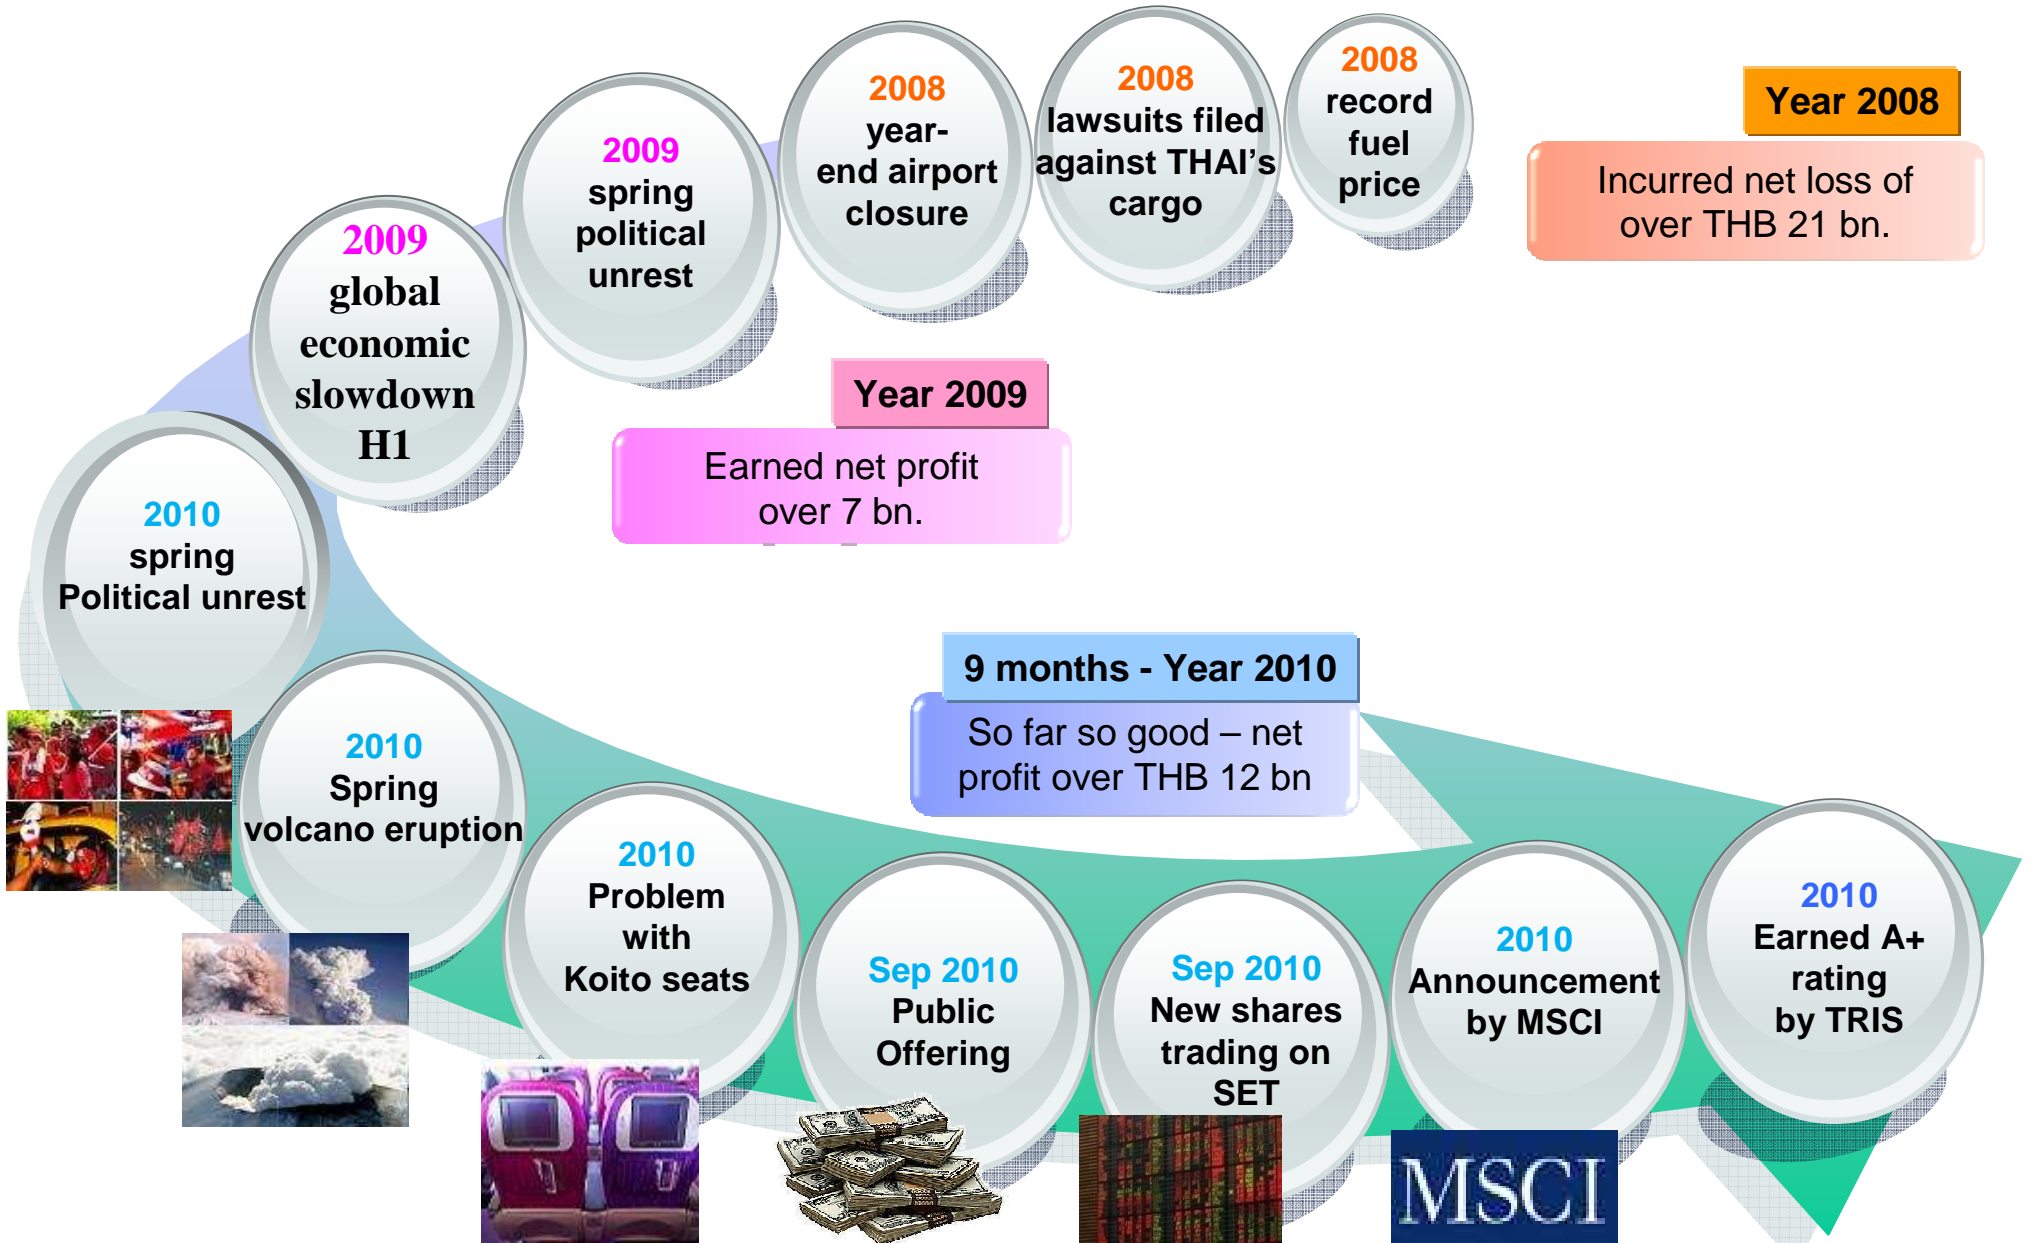 2008
record
fuel
price
2008
lawsuits filed
against THAI's
cargo
2008
year-
end airport
closure
2009
spring
political
unrest
2009
global
economic
slowdown
H1
2010
spring
Political unrest
2010
Spring
volcano eruption
2010
Problem
with
Koito seats
Sep 2010
Public
Offering
Sep 2010
New shares
trading on
SET
2010
Announcement
by MSCI
2010
Earned A+
rating
by TRIS
Year 2008
Incurred net loss of
over THB 21 bn.
Year 2009
Earned net profit
over 7 bn.
9 months - Year 2010
So far so good – net
profit over THB 12 bn
MSCI